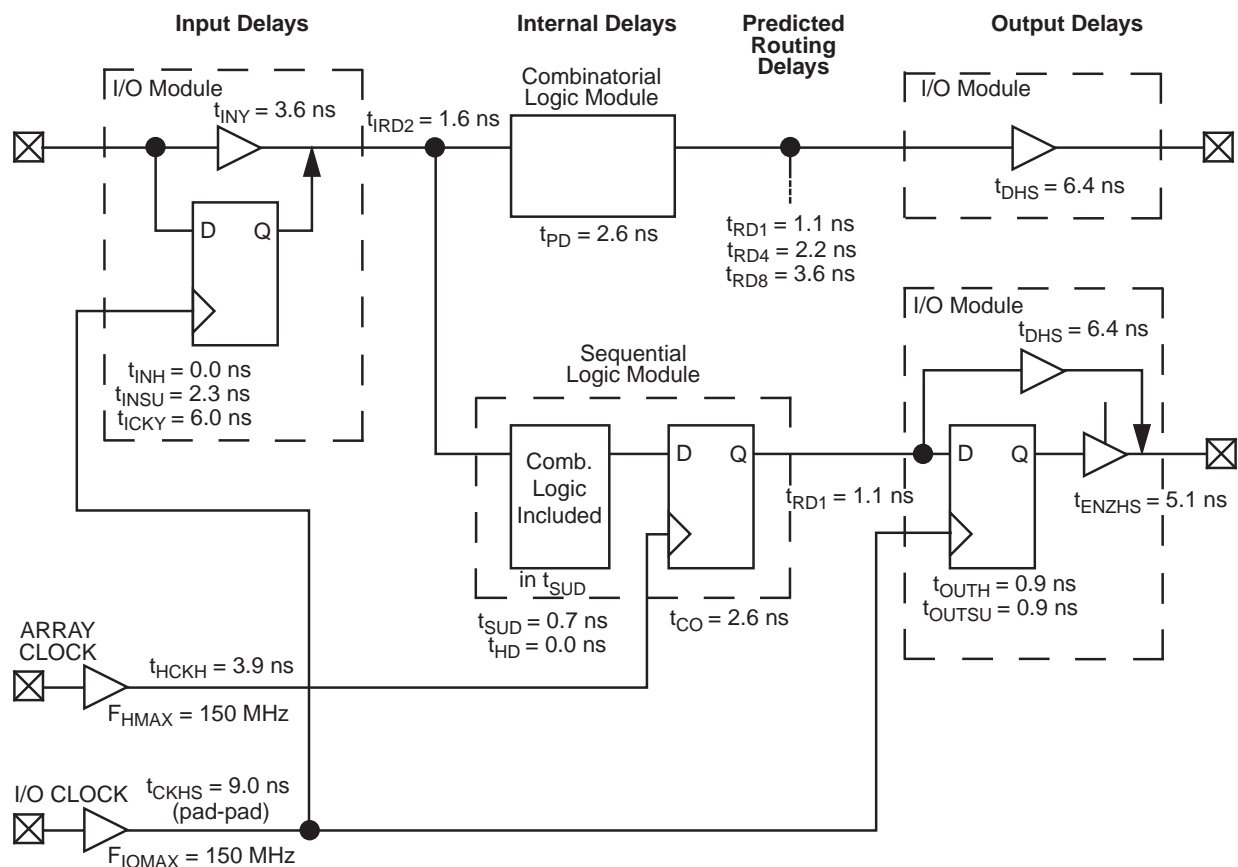 Input Delays
Internal Delays
Predicted
Routing
Delays
Output Delays
I/O Module
tINY = 3.6 ns
D Q
tINH = 0.0 ns
tINSU = 2.3 ns
tICKY = 6.0 ns
tIRD2 = 1.6 ns
Combinatorial
Logic Module
tPD = 2.6 ns
tRD1 = 1.1 ns
tRD4 = 2.2 ns
tRD8 = 3.6 ns
I/O Module
tDHS = 6.4 ns
Sequential
Logic Module
Comb.
Logic
Included
in tSUD
D Q
tSUD = 0.7 ns
tHD = 0.0 ns
tCO = 2.6 ns
tRD1 = 1.1 ns
I/O Module
tDHS = 6.4 ns
D Q
tENZHS = 5.1 ns
tOUTH = 0.9 ns
tOUTSU = 0.9 ns
ARRAY
CLOCK
tHCKH = 3.9 ns
FHMAX = 150 MHz
I/O CLOCK
tCKHS = 9.0 ns
(pad-pad)
FIOMAX = 150 MHz